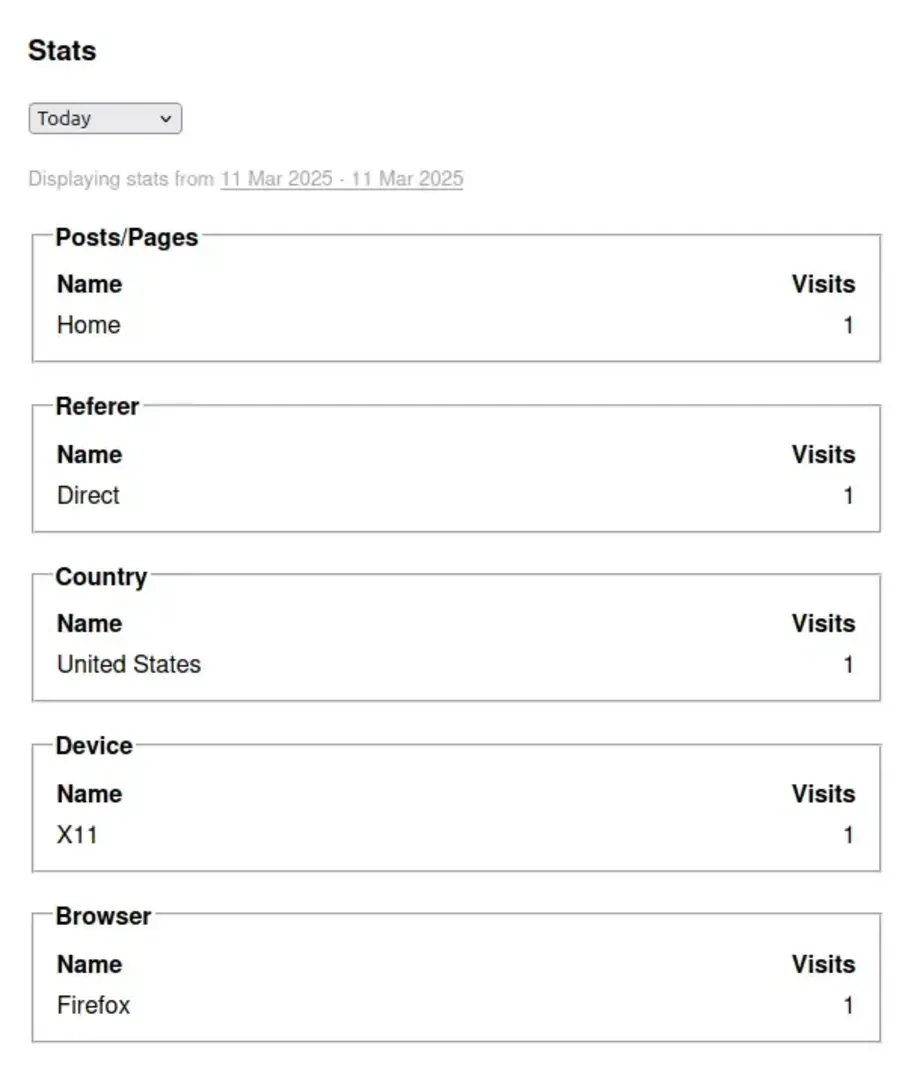 Stats
Today
Displaying stats from 11 Mar 2025 - 11 Mar 2025
Posts/Pages
Name Visits
Home 1
Referer
Name Visits
Direct 1
Country
Name Visits
United States 1
Device
Name Visits
X11 1
Browser
Name Visits
Firefox 1